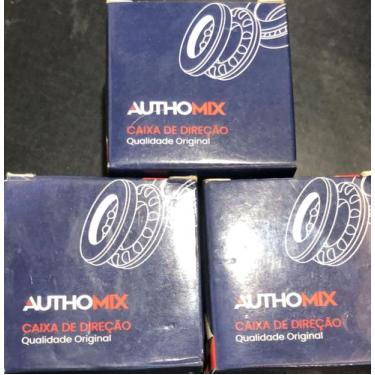 AUTHOMIX
CAIXA DE DIREÇÃO
Qualidade Original
AUTHOMIX
CAIXA DE DIREÇÃO
Qualidade Original
AUTHOMIX
CAIXA DE DIREÇÃO
Qualidade Original